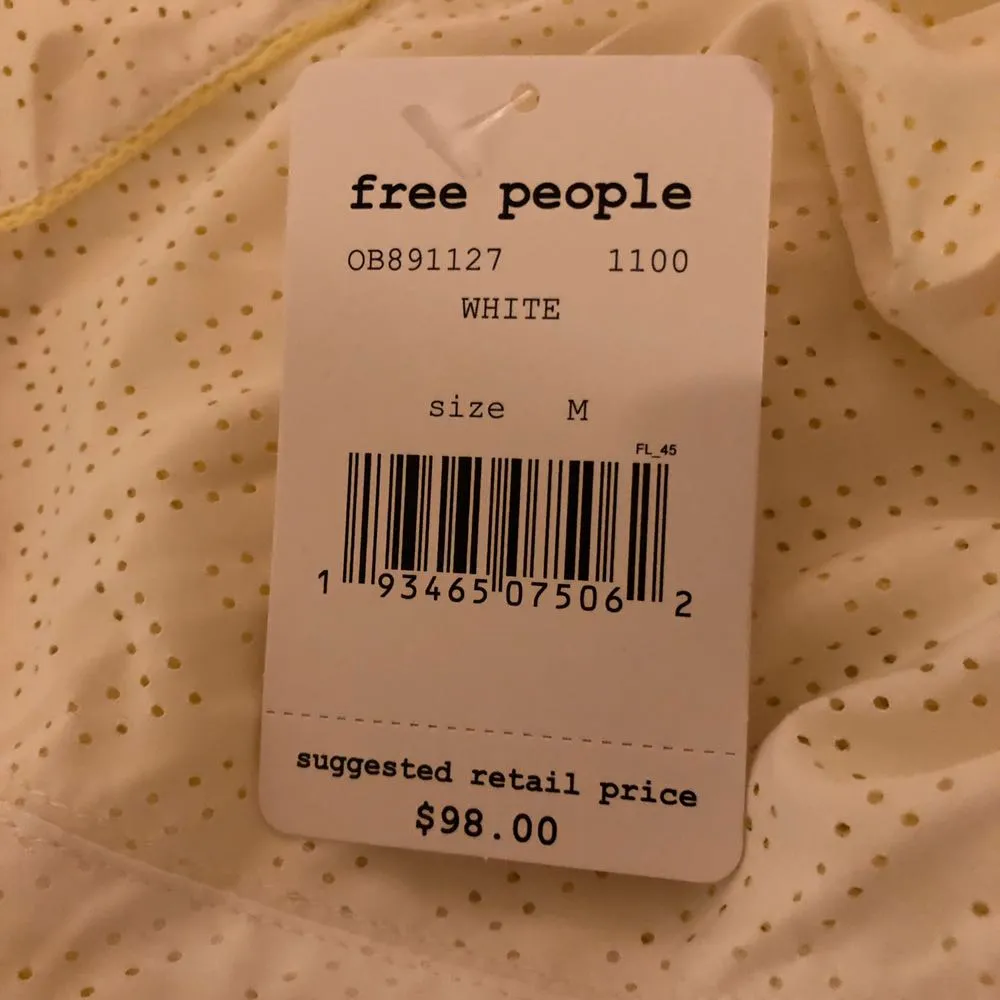 free people
OB891127 1100
WHITE
size M
FL_45
1 93465 07506 2
suggested retail price
$98.00